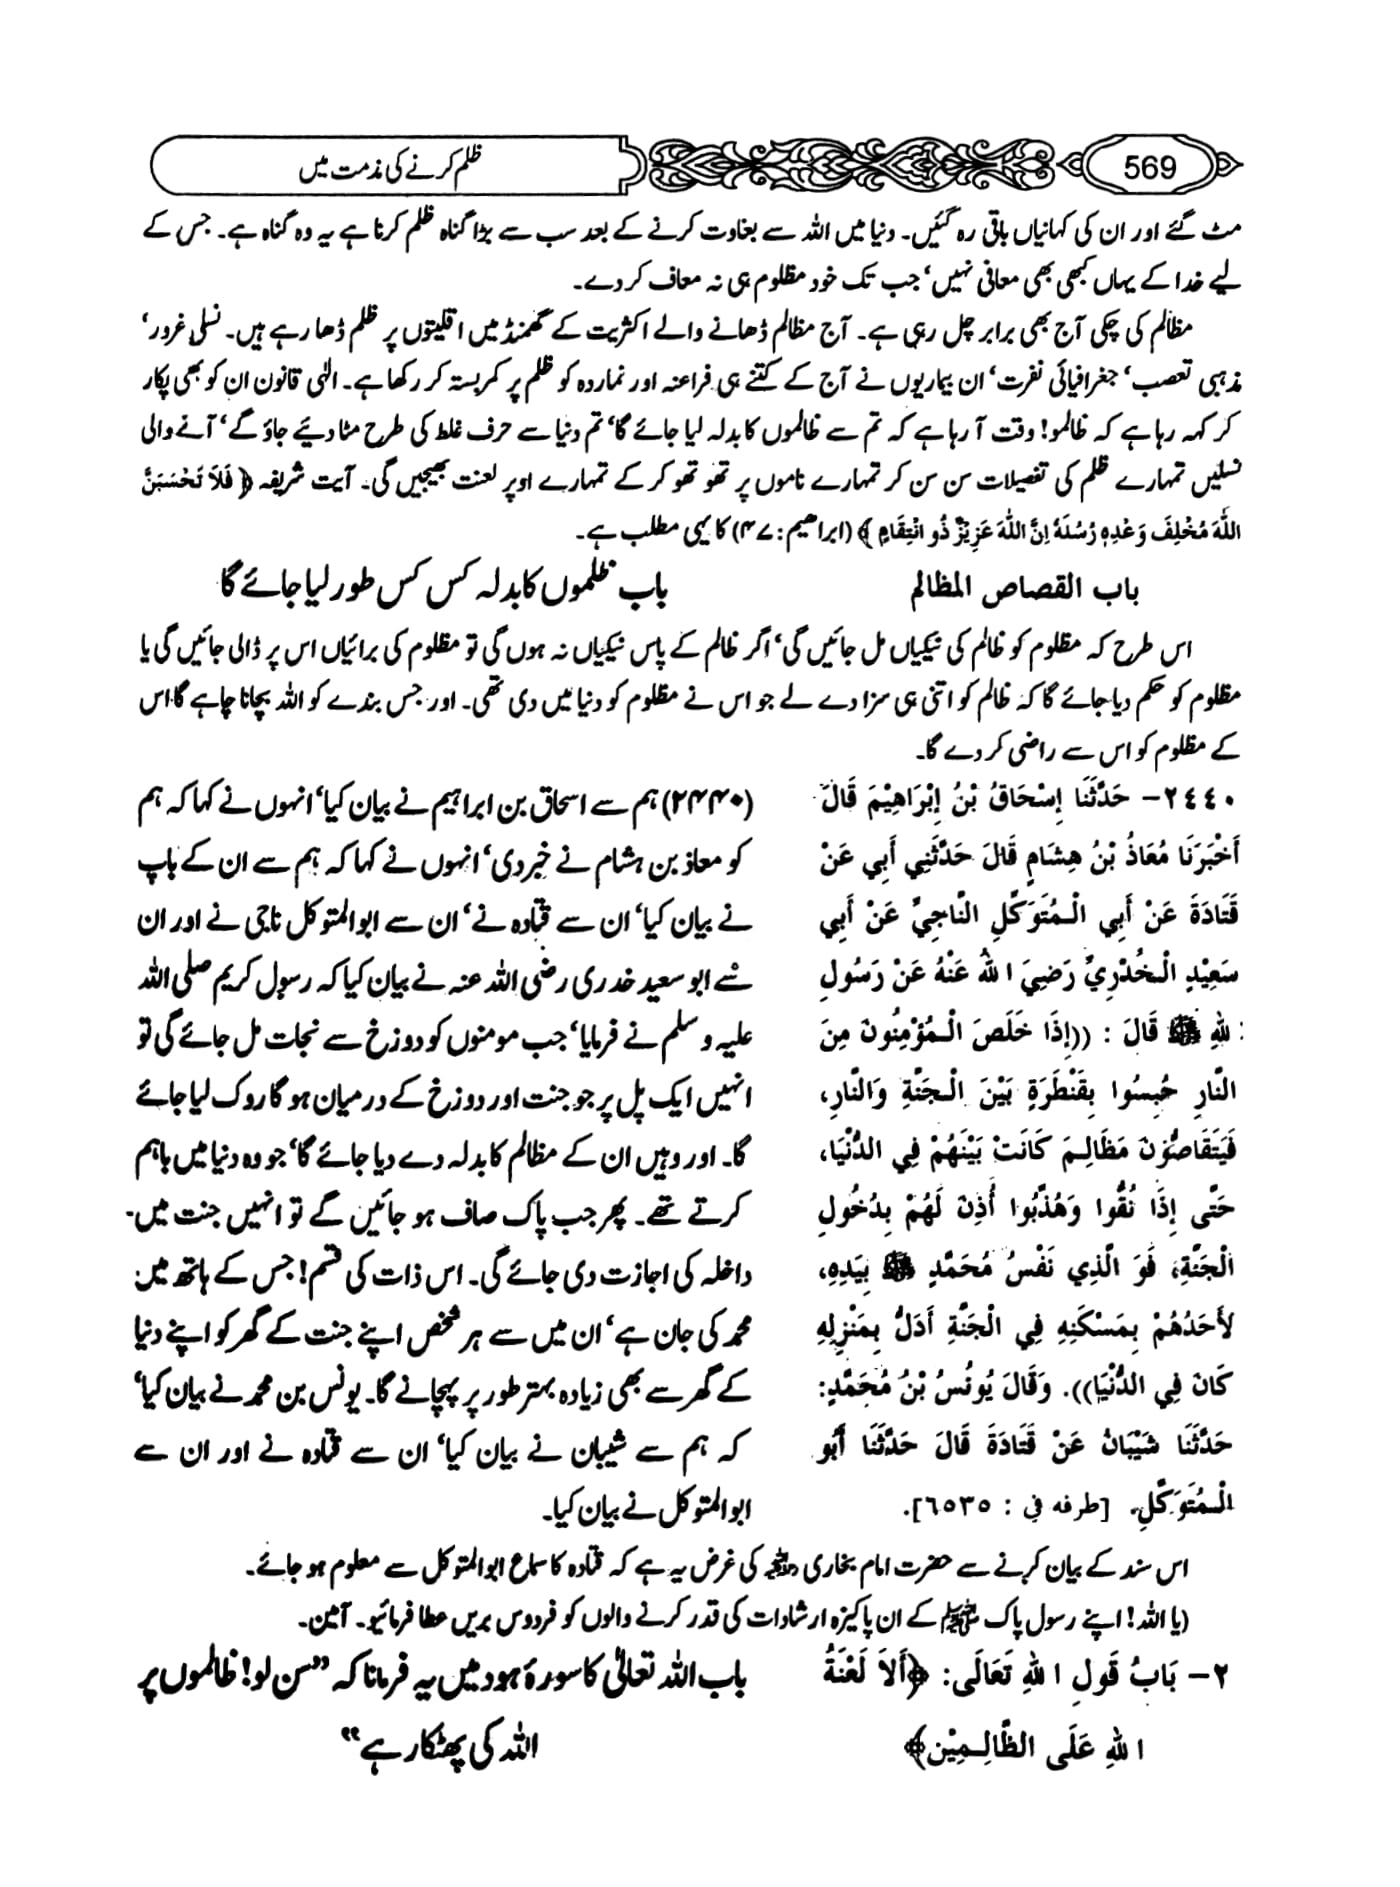 569
ظلم کرنے کی مذمت میں
مٹ گئے اور ان کی کہانیاں باقی رہ گئیں۔ دنیا میں اللہ سے بغاوت کرنے کے بعد سب سے بڑا گناہ ظلم کرنا ہے یہ وہ گناہ ہے۔ جس کے
لیے خدا کے یہاں کبھی بھی معافی نہیں‘ جب تک خود مظلوم ہی نہ معاف کر دے۔
مظالم کی چکی آج بھی برابر چل رہی ہے۔ آج مظالم ڈھانے والے اکثریت کے گھمنڈ میں اقلیتوں پر ظلم ڈھا رہے ہیں۔ نسلی غرور‘
مذہبی تعصب‘ جغرافیائی نفرت‘ ان بیماریوں نے آج کے کتنے ہی فراعنہ اور نماردہ کو ظلم پر کمربستہ کر رکھا ہے۔ الٰہی قانون ان کو بھی پکار
کر کہہ رہا ہے کہ ظالمو! وقت آ رہا ہے کہ تم سے ظالموں کا بدلہ لیا جائے گا‘ تم دنیا سے حرف غلط کی طرح مٹا دیئے جاؤ گے‘ آنے والی
نسلیں تمہارے ظلم کی تفصیلات سن سن کر تمہارے ناموں پر تھو تھو کر کے تمہارے اوپر لعنت بھیجیں گی۔ آیت شریفہ ﴿ فَلَا تَحْسَبَنَّ
اللّٰهَ مُخْلِفَ وَعْدِهٖ رُسُلَهٗ اِنَّ اللّٰهَ عَزِيْزٌ ذُو انْتِقَامٍ ﴾ (ابراھیم: ۴۷) کا یہی مطلب ہے۔
باب القصاص المظالم
باب ظلموں کا بدلہ کس کس طور لیا جائے گا
اس طرح کہ مظلوم کو ظالم کی نیکیاں مل جائیں گی‘ اگر ظالم کے پاس نیکیاں نہ ہوں گی تو مظلوم کی برائیاں اس پر ڈالی جائیں گی یا
مظلوم کو حکم دیا جائے گا کہ ظالم کو اتنی ہی سزا دے لے جو اس نے مظلوم کو دنیا میں دی تھی۔ اور جس بندے کو اللہ بچانا چاہے گا اس
کے مظلوم کو اس سے راضی کر دے گا۔
٢٤٤٠- حَدَّثَنَا إِسْحَاقُ بْنُ إِبْرَاهِيْمَ قَالَ
أَخْبَرَنَا مُعَاذُ بْنُ هِشَامٍ قَالَ حَدَّثَنِي أَبِي عَنْ
قَتَادَةَ عَنْ أَبِي الْمُتَوَكِّلِ النَّاجِيِّ عَنْ أَبِي
سَعِيْدٍ الْخُدْرِيِّ رَضِيَ اللهُ عَنْهُ عَنْ رَسُولِ
اللهِ ﷺ قَالَ : ((إِذَا خَلَصَ الْمُؤْمِنُونَ مِنَ
النَّارِ حُبِسُوا بِقَنْطَرَةٍ بَيْنَ الْجَنَّةِ وَالنَّارِ،
فَيَتَقَاصُّوْنَ مَظَالِمَ كَانَتْ بَيْنَهُمْ فِي الدُّنْيَا،
حَتَّى إِذَا نُقُّوا وَهُذِّبُوا أُذِنَ لَهُمْ بِدُخُولِ
الْجَنَّةِ، فَوَ الَّذِي نَفْسُ مُحَمَّدٍ ﷺ بِيَدِهِ،
لأَحَدُهُمْ بِمَسْكَنِهِ فِي الْجَنَّةِ أَدَلُّ بِمَنْزِلِهِ
كَانَ فِي الدُّنْيَا)). وَقَالَ يُونُسُ بْنُ مُحَمَّدٍ:
حَدَّثَنَا شَيْبَانُ عَنْ قَتَادَةَ قَالَ حَدَّثَنَا أَبُو
الْمُتَوَكِّلِ. [طرفه في : ٦٥٣٥].
(۲۴۴۰) ہم سے اسحاق بن ابراہیم نے بیان کیا‘ انہوں نے کہا کہ ہم
کو معاذ بن ہشام نے خبر دی‘ انہوں نے کہا کہ ہم سے ان کے باپ
نے بیان کیا‘ ان سے قتادہ نے‘ ان سے ابوالمتوکل ناجی نے اور ان
سے ابو سعید خدری رضی اللہ عنہ نے بیان کیا کہ رسول کریم صلی اللہ
علیہ و سلم نے فرمایا‘ جب مومنوں کو دوزخ سے نجات مل جائے گی تو
انہیں ایک پل پر جو جنت اور دوزخ کے درمیان ہو گا روک لیا جائے
گا۔ اور وہیں ان کے مظالم کا بدلہ دے دیا جائے گا‘ جو وہ دنیا میں باہم
کرتے تھے۔ پھر جب پاک صاف ہو جائیں گے تو انہیں جنت میں
داخلہ کی اجازت دی جائے گی۔ اس ذات کی قسم! جس کے ہاتھ میں
محمد کی جان ہے‘ ان میں سے ہر شخص اپنے جنت کے گھر کو اپنے دنیا
کے گھر سے بھی زیادہ بہتر طور پر پہچانے گا۔ یونس بن محمد نے بیان کیا‘
کہ ہم سے شیبان نے بیان کیا‘ ان سے قتادہ نے اور ان سے
ابوالمتوکل نے بیان کیا۔
اس سند کے بیان کرنے سے حضرت امام بخاری رحمہ اللہ کی غرض یہ ہے کہ قتادہ کا سماع ابوالمتوکل سے معلوم ہو جائے۔
(یا اللہ! اپنے رسول پاک ﷺ کے ان پاکیزہ ارشادات کی قدر کرنے والوں کو فردوس بریں عطا فرمائیو۔ آمین۔
٢- بَابُ قَولِ اللهِ تَعَالَى: ﴿أَلاَ لَعْنَةُ
اللهِ عَلَى الظَّالِمِيْنَ﴾
باب اللہ تعالیٰ کا سورۂ ہود میں یہ فرمانا کہ ”سن لو! ظالموں پر
اللہ کی پھٹکار ہے“